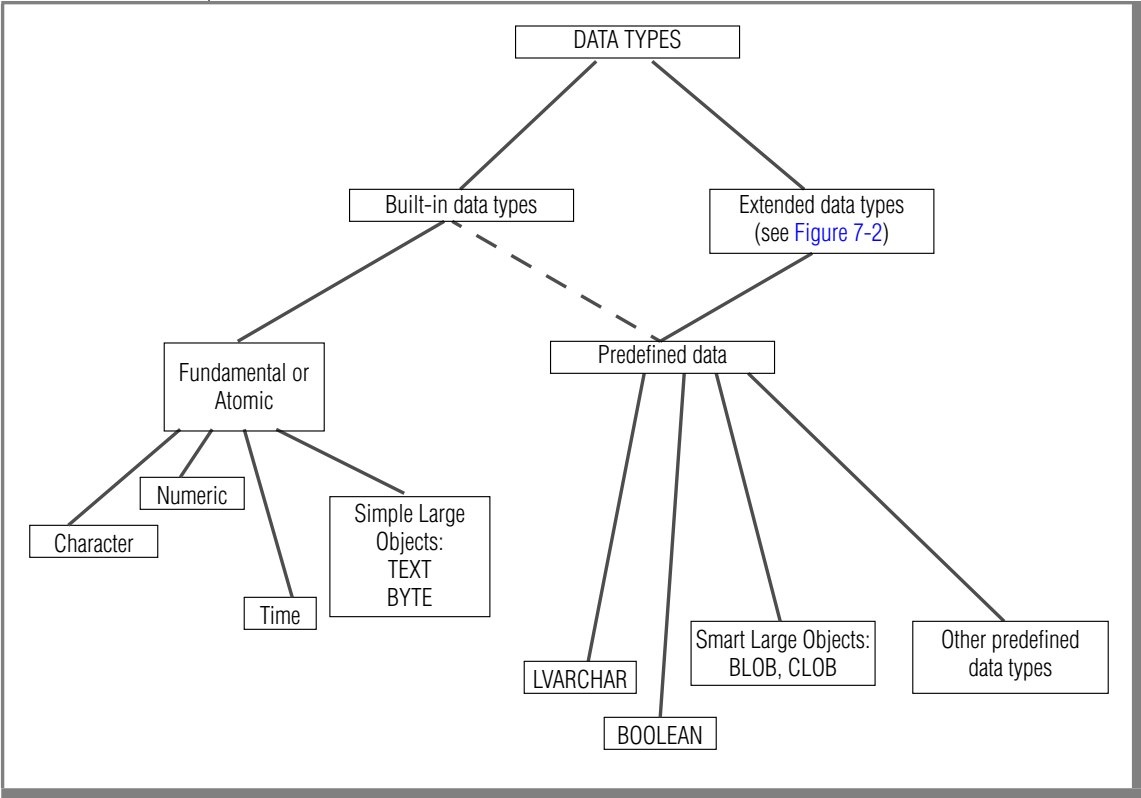 DATA TYPES
Built-in data types
Extended data types
(see Figure 7-2)
Fundamental or
Atomic
Predefined data
Character
Numeric
Time
Simple Large
Objects:
TEXT
BYTE
LVARCHAR
BOOLEAN
Smart Large Objects:
BLOB, CLOB
Other predefined
data types